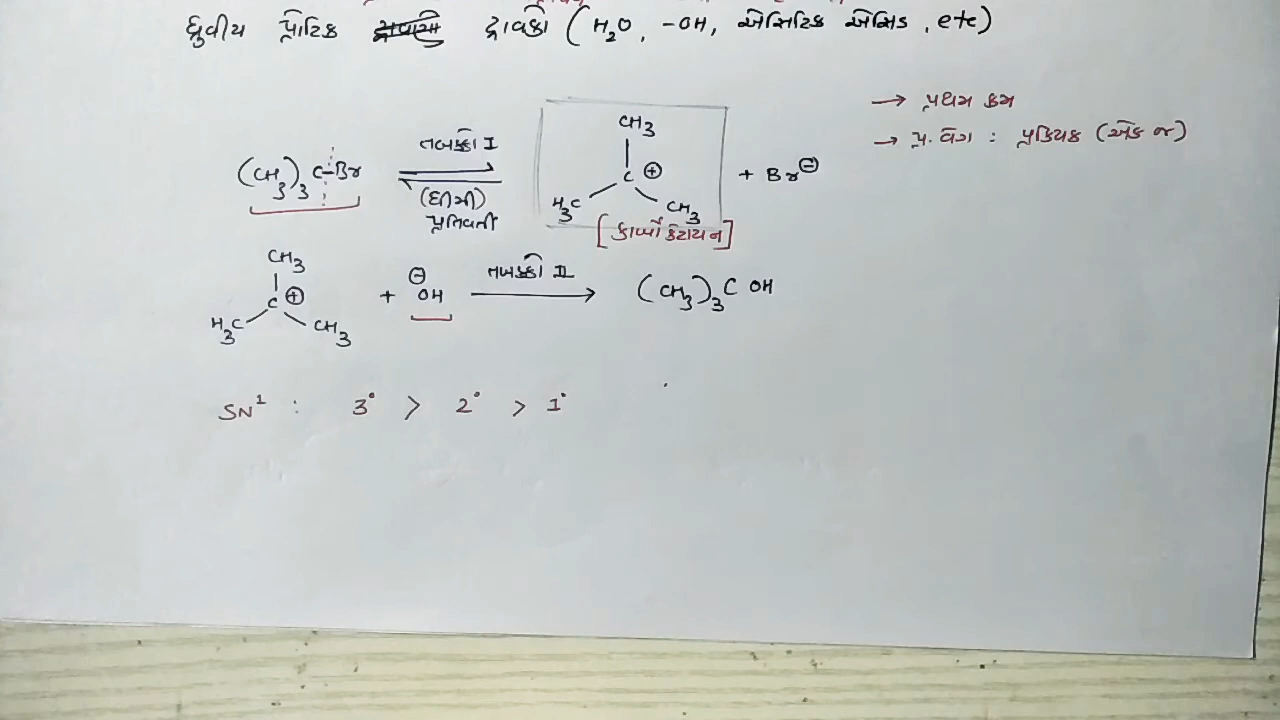 ધ્રુવીય પ્રોટિક દ્રાવકો (H₂O, -OH, એસિટિક એસિડ, etc)
→ પ્રથમ ક્રમ
→ પ્ર. વેગ : પ્રક્રિયક (એક જ)
(CH₃)₃ C-Br ⇌ તબક્કો I (ધીમી) પ્રતિવર્તી CH₃ C⊕ H₃C CH₃ + Br⊖
[કાર્બોકેટાયન]
CH₃ C⊕ H₃C CH₃ + ⊖OH તબક્કો II → (CH₃)₃C OH
SN¹ : 3° > 2° > 1°